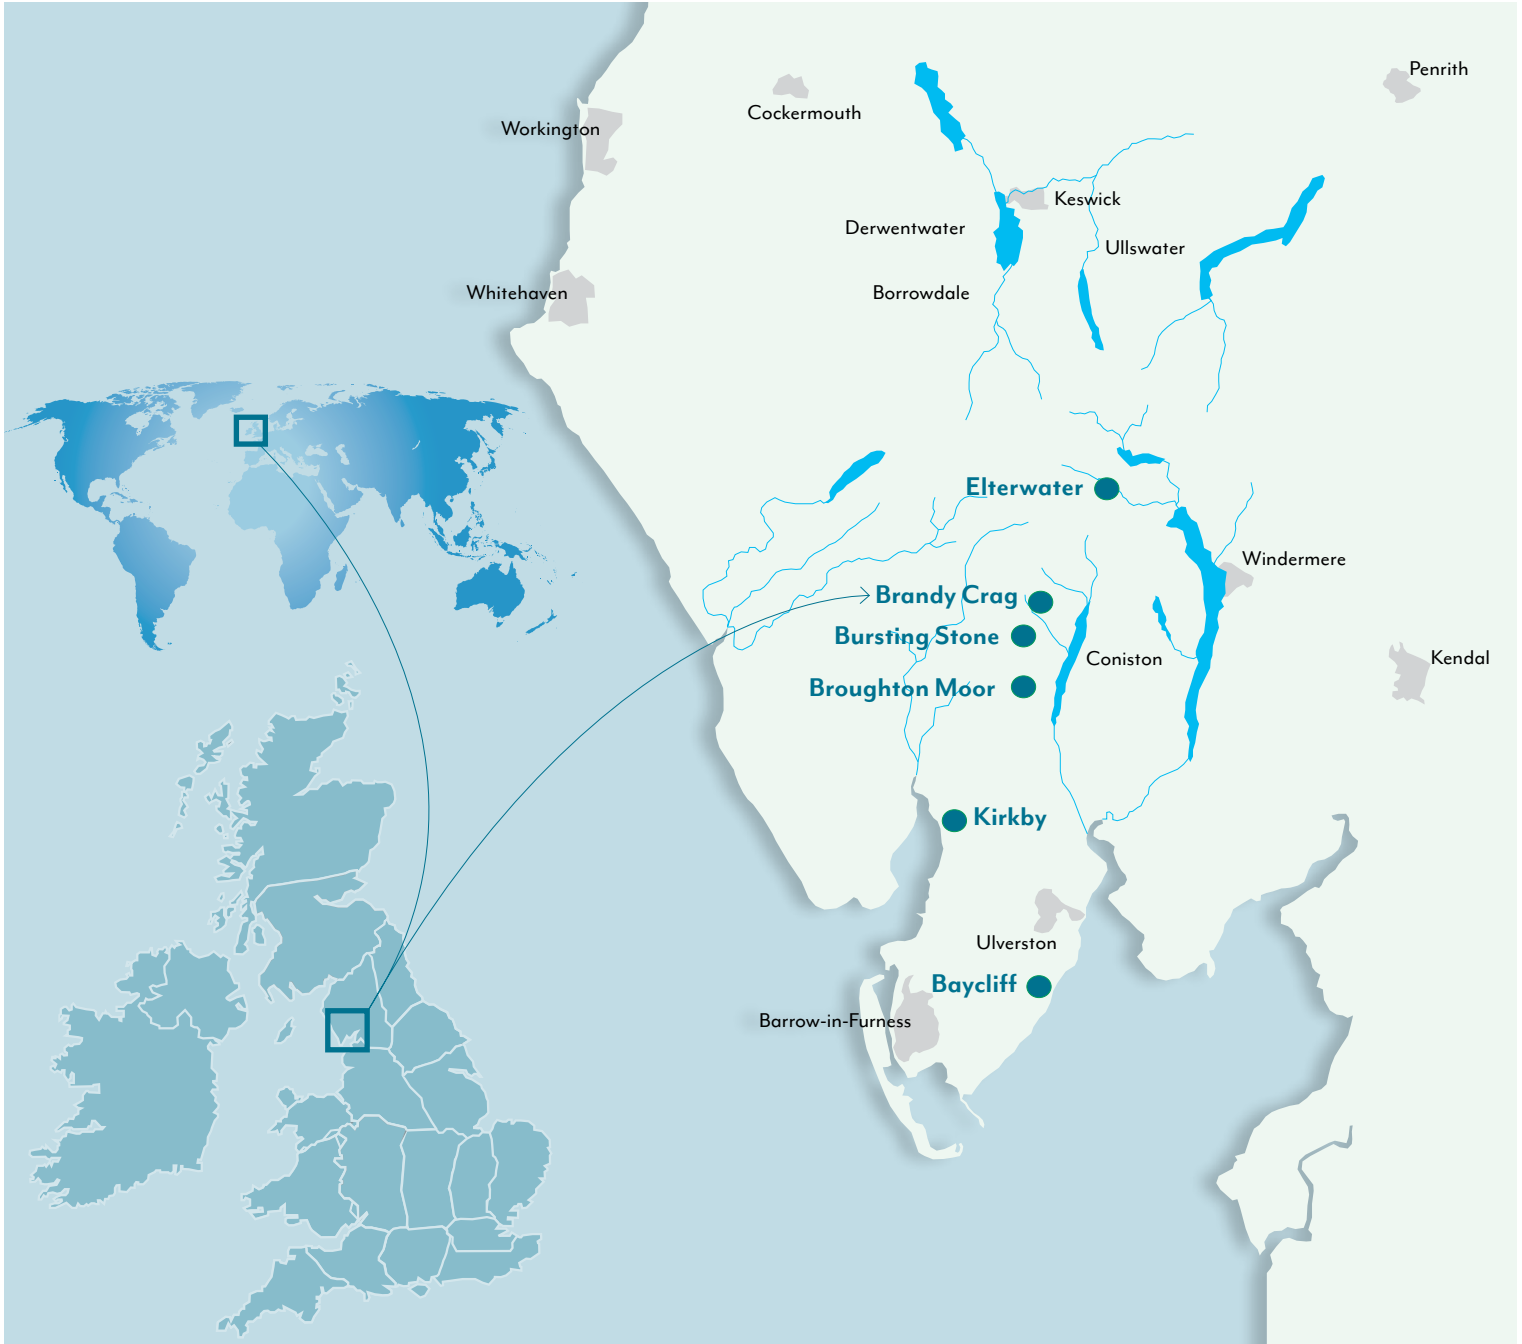 Penrith
Cockermouth
Workington
Keswick
Derwentwater
Ullswater
Whitehaven
Borrowdale
Elterwater
Windermere
Brandy Crag
Bursting Stone
Coniston
Kendal
Broughton Moor
Kirkby
Ulverston
Baycliff
Barrow-in-Furness